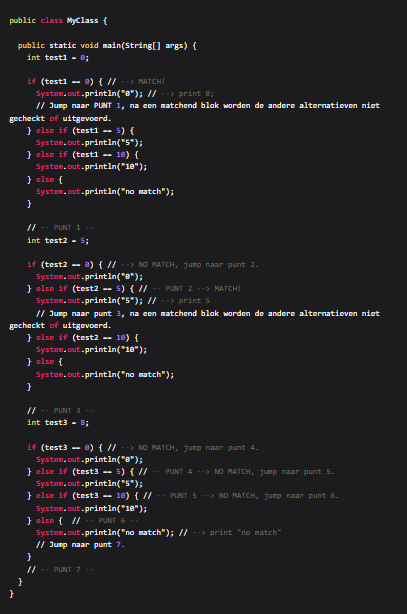 public class MyClass {
public static void main(String[] args) {
int test1 = 0;
if (test1 == 0) { // --> MATCH!
System.out.println("0"); // --> print 0;
// Jump naar PUNT 1, na een matchend blok worden de andere alternatieven niet
gecheckt of uitgevoerd.
} else if (test1 == 5) {
System.out.println("5");
} else if (test1 == 10) {
System.out.println("10");
} else {
System.out.println("no match");
}
// -- PUNT 1 --
int test2 = 5;
if (test2 == 0) { // --> NO MATCH, jump naar punt 2.
System.out.println("0");
} else if (test2 == 5) { // -- PUNT 2 --> MATCH!
System.out.println("5"); // --> print 5
// Jump naar punt 3, na een matchend blok worden de andere alternatieven niet
gecheckt of uitgevoerd.
} else if (test2 == 10) {
System.out.println("10");
} else {
System.out.println("no match");
}
// -- PUNT 3 --
int test3 = 8;
if (test3 == 0) { // --> NO MATCH, jump naar punt 4.
System.out.println("0");
} else if (test3 == 5) { // -- PUNT 4 --> NO MATCH, jump naar punt 5.
System.out.println("5");
} else if (test3 == 10) { // -- PUNT 5 --> NO MATCH, jump naar punt 6.
System.out.println("10");
} else { // -- PUNT 6 --
System.out.println("no match"); // --> print "no match"
// Jump naar punt 7.
}
// -- PUNT 7 --
}
}